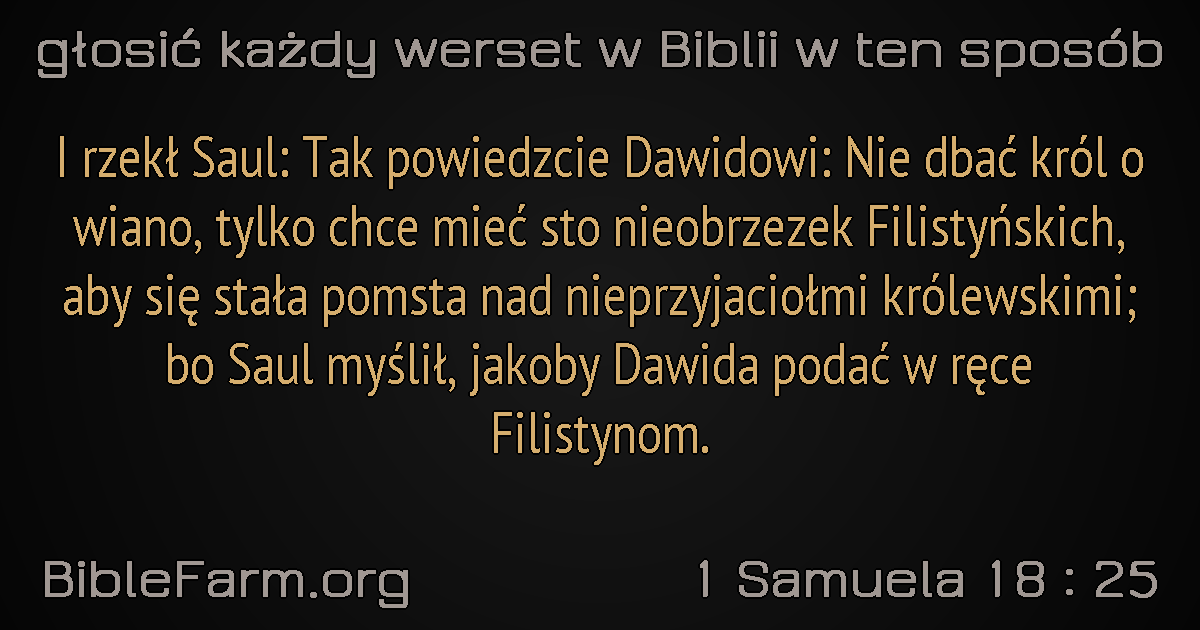 głosić każdy werset w Biblii w ten sposób
I rzekł Saul: Tak powiedzcie Dawidowi: Nie dbać król o
wiano, tylko chce mieć sto nieobrzezek Filistyńskich,
aby się stała pomsta nad nieprzyjaciołmi królewskimi;
bo Saul myślił, jakoby Dawida podać w ręce
Filistynom.
BibleFarm.org
1 Samuela 18 : 25